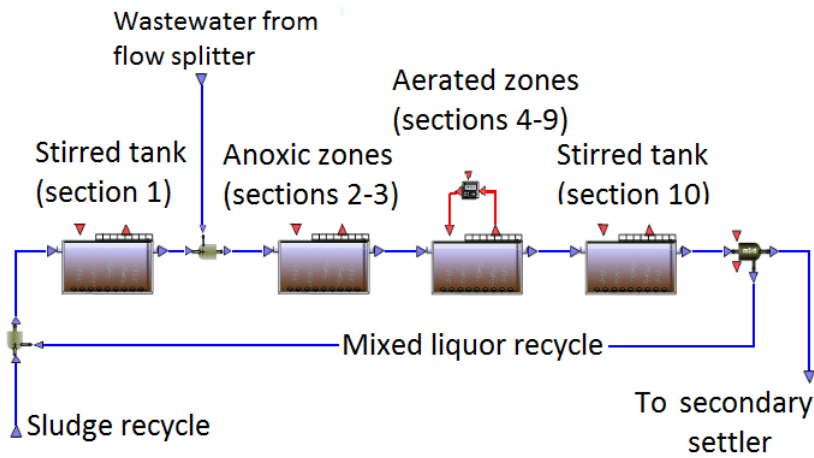 Wastewater from
flow splitter
Aerated zones
(sections 4-9)
Stirred tank
(section 1)
Anoxic zones
(sections 2-3)
Stirred tank
(section 10)
Mixed liquor recycle
Sludge recycle
To secondary
settler